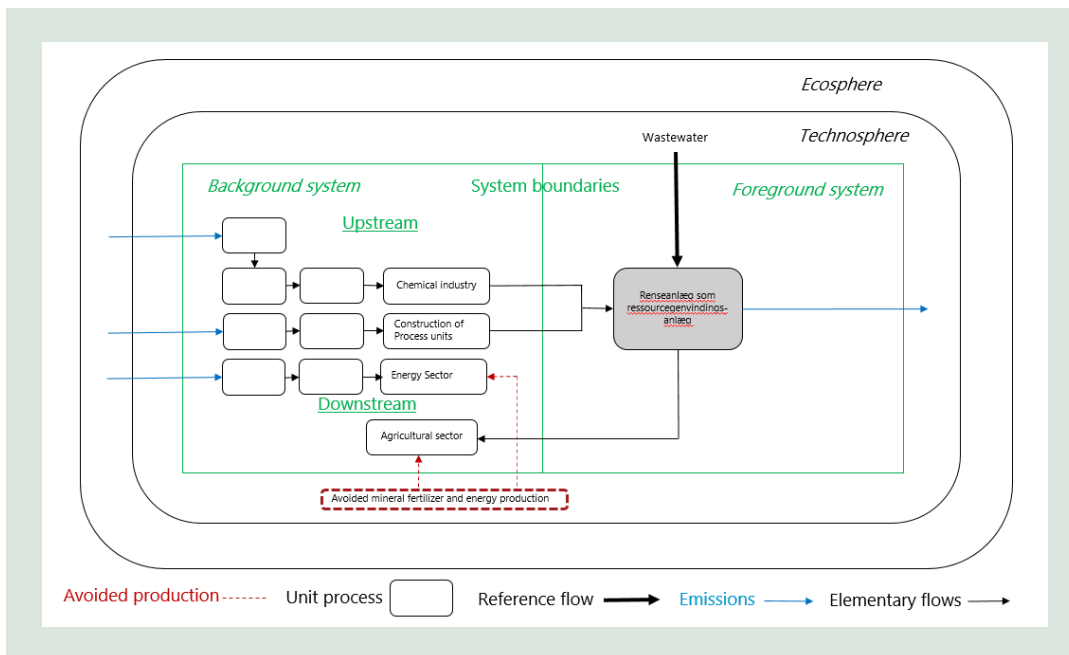 Ecosphere
Technosphere
Wastewater
Background system
System boundaries
Foreground system
Upstream
Chemical industry
Renseanlæg som
ressourcegenvindings-
anlæg
Construction of
Process units
Energy Sector
Downstream
Agricultural sector
Avoided mineral fertilizer and energy production
Avoided production
Unit process
Reference flow
Emissions
Elementary flows